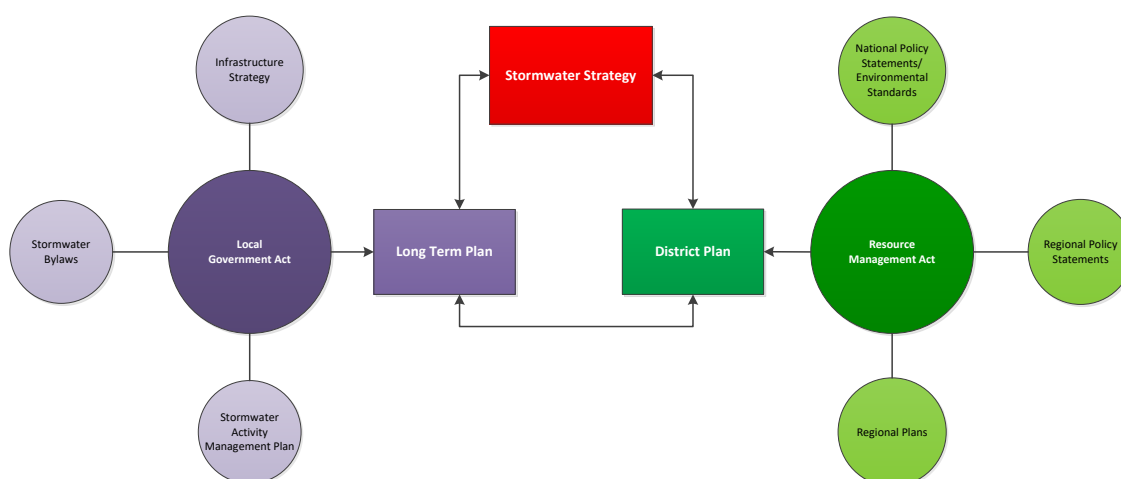 Infrastructure
Strategy
Stormwater Strategy
National Policy
Statements/
Environmental
Standards
Stormwater
Bylaws
Local
Government Act
Long Term Plan
District Plan
Resource
Management Act
Regional Policy
Statements
Stormwater
Activity
Management Plan
Regional Plans